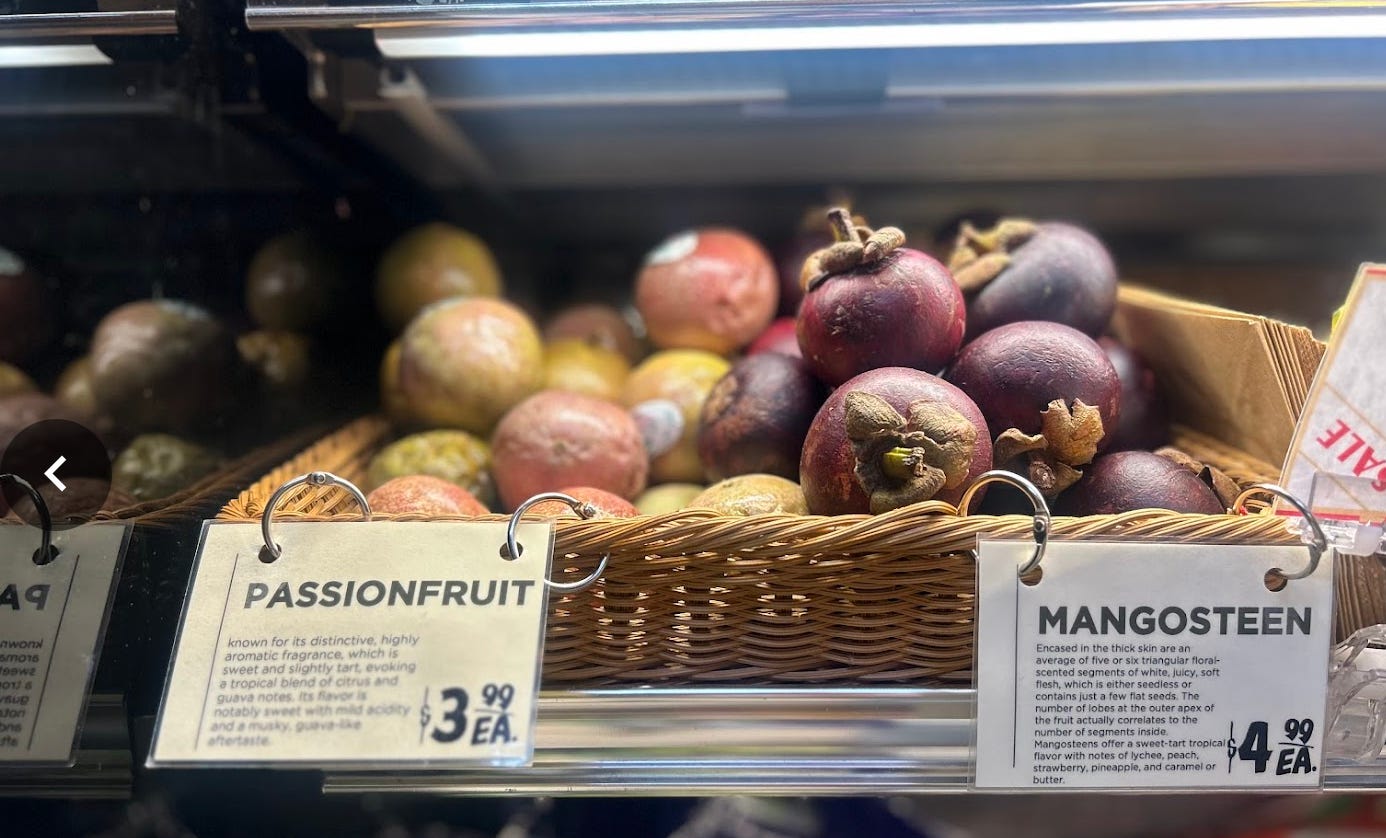 PASSIONFRUIT
known for its distinctive, highly
aromatic fragrance, which is
sweet and slightly tart, evoking
a tropical blend of citrus and
guava notes. Its flavor is
notably sweet with mild acidity
and a musky, guava-like
aftertaste.
$3 99 EA.
MANGOSTEEN
Encased in the thick skin are an
average of five or six triangular floral-
scented segments of white, juicy, soft
flesh, which is either seedless or
contains just a few flat seeds. The
number of lobes at the outer apex of
the fruit actually correlates to the
number of segments inside.
Mangosteens offer a sweet-tart tropical
flavor with notes of lychee, peach,
strawberry, pineapple, and caramel or
butter.
$4 99 EA.
SALE